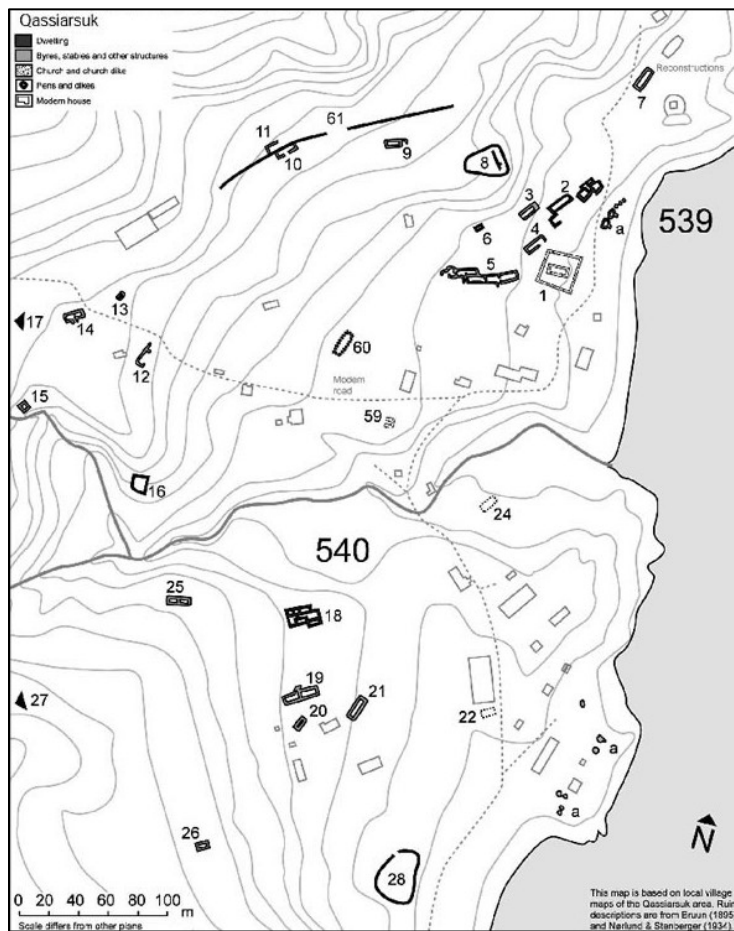 Qassiarsuk
Dwelling
Byres, stables and other structures
Church and church dike
Pens and dikes
Modern house
Reconstructions
7
61
11
10
9
8
3
2
a
539
6
4
5
1
13
17
14
12
60
Modern
road
15
59
16
24
540
25
18
19
21
20
27
22
a
a
26
28
N
0 20 40 60 80 100
m
Scale differs from other plans
This map is based on local village
maps of the Qassiarsuk area. Ruin
descriptions are from Bruun (1895)
and Nørlund & Stenberger (1934).